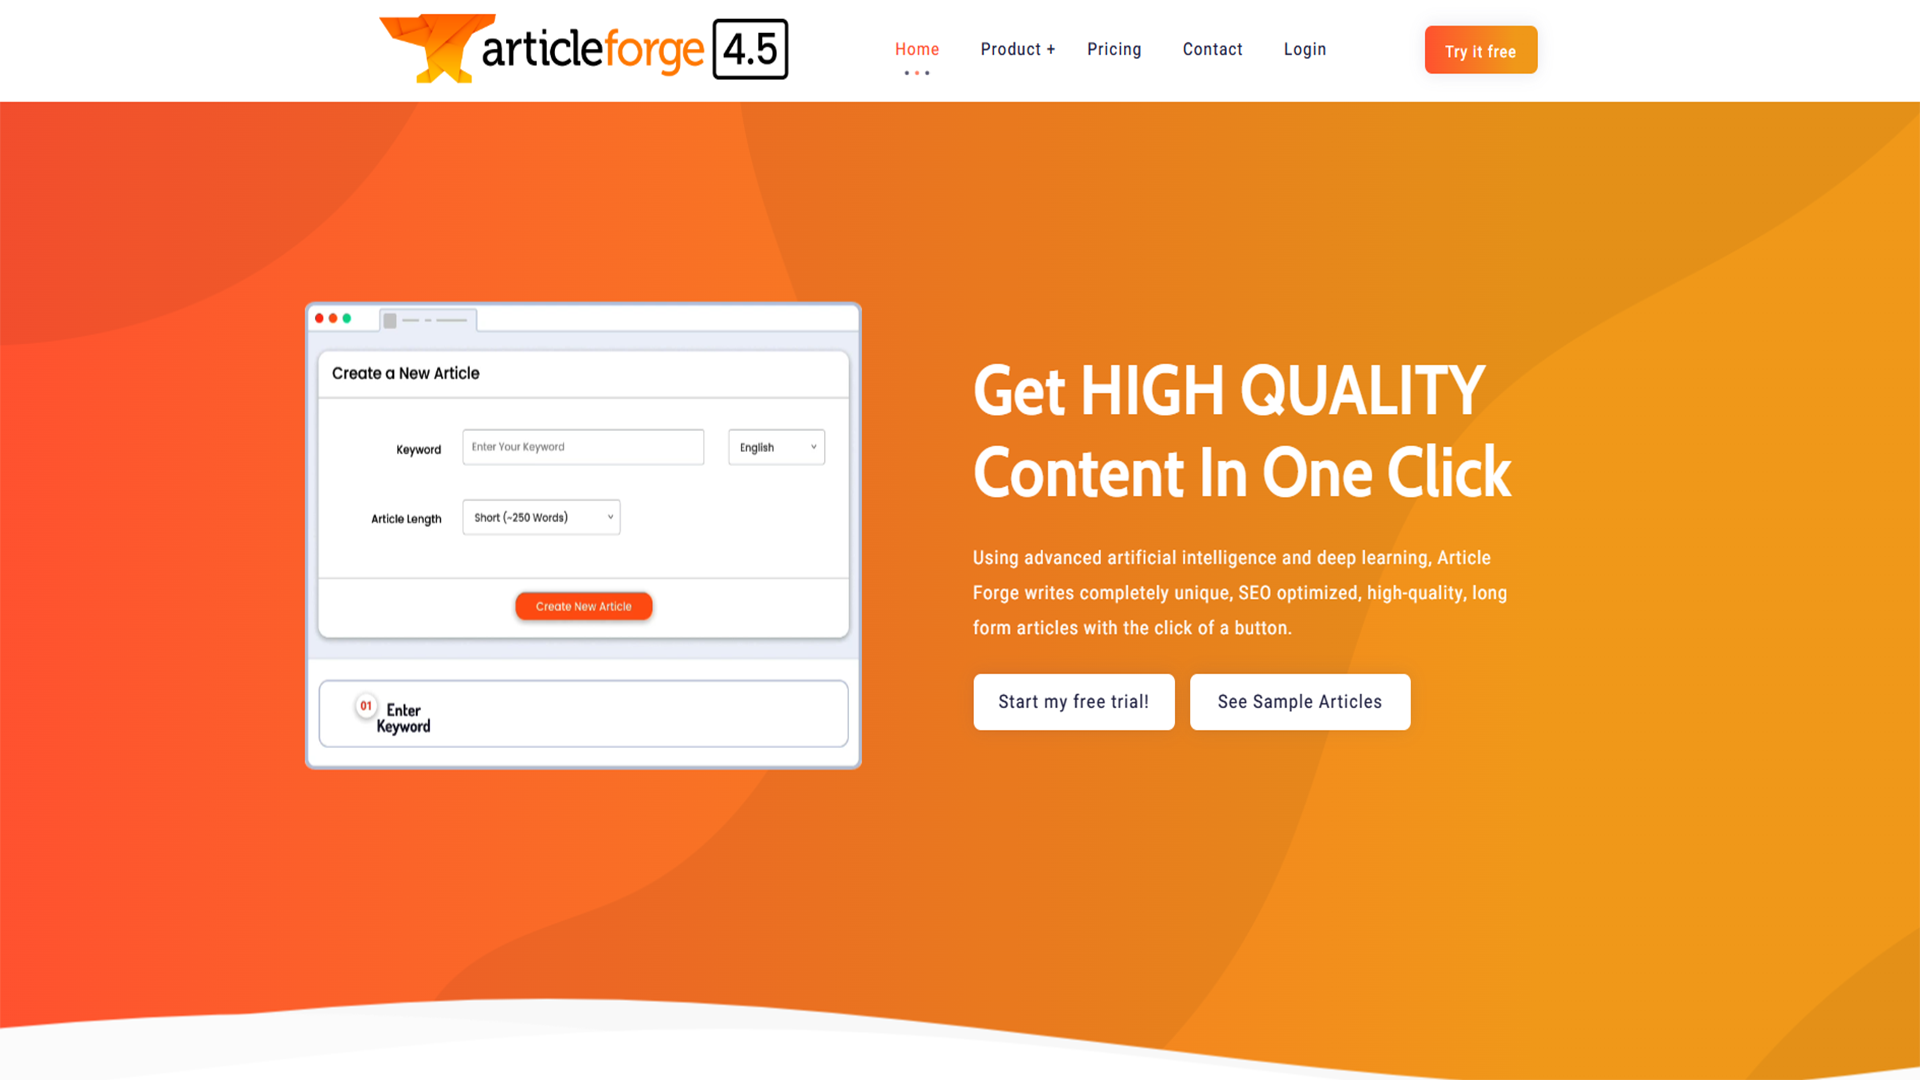 articleforge 4.5
Home
Product +
Pricing
Contact
Login
Try it free
Create a New Article
Keyword
Enter Your Keyword
English
Article Length
Short (~250 Words)
Create New Article
01
Enter
Keyword
Get HIGH QUALITY
Content In One Click
Using advanced artificial intelligence and deep learning, Article
Forge writes completely unique, SEO optimized, high-quality, long
form articles with the click of a button.
Start my free trial!
See Sample Articles